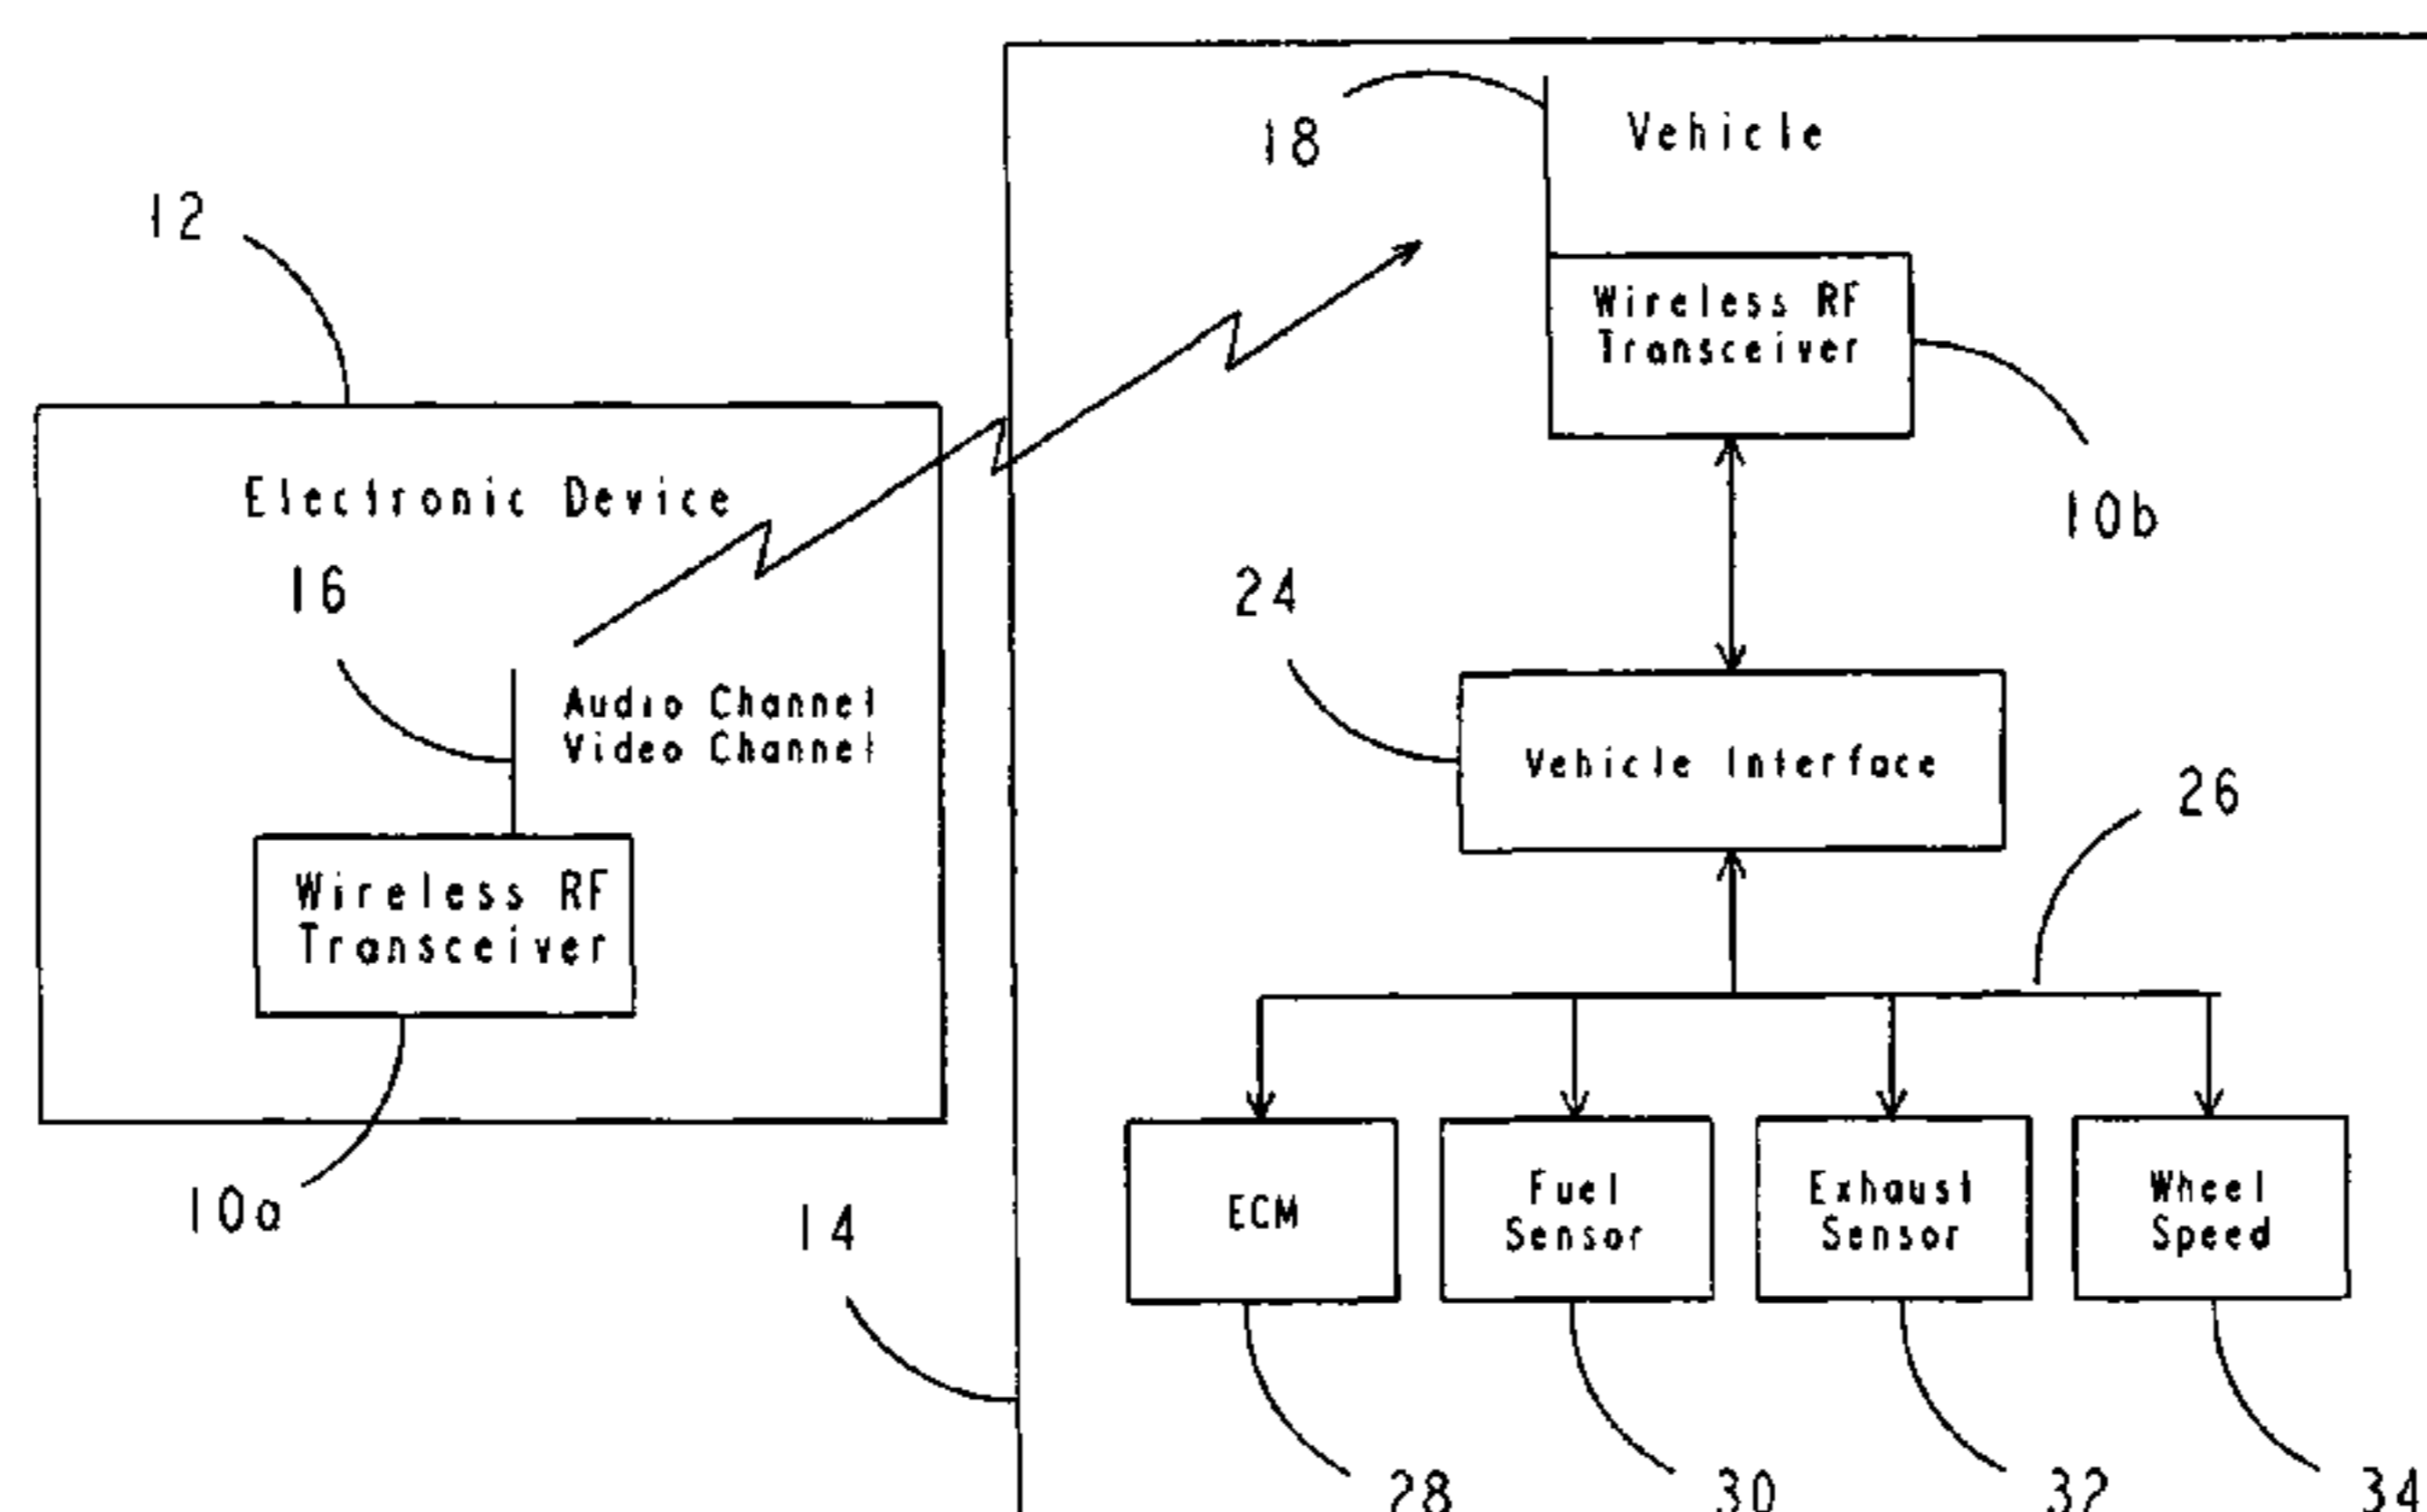 18
Vehicle
12
Wireless RF
Transceiver
10b
Electronic Device
16
24
Audio Channel
Video Channel
Vehicle Interface
26
Wireless RF
Transceiver
10a
14
ECM
Fuel
Sensor
Exhaust
Sensor
Wheel
Speed
28
30
32
34